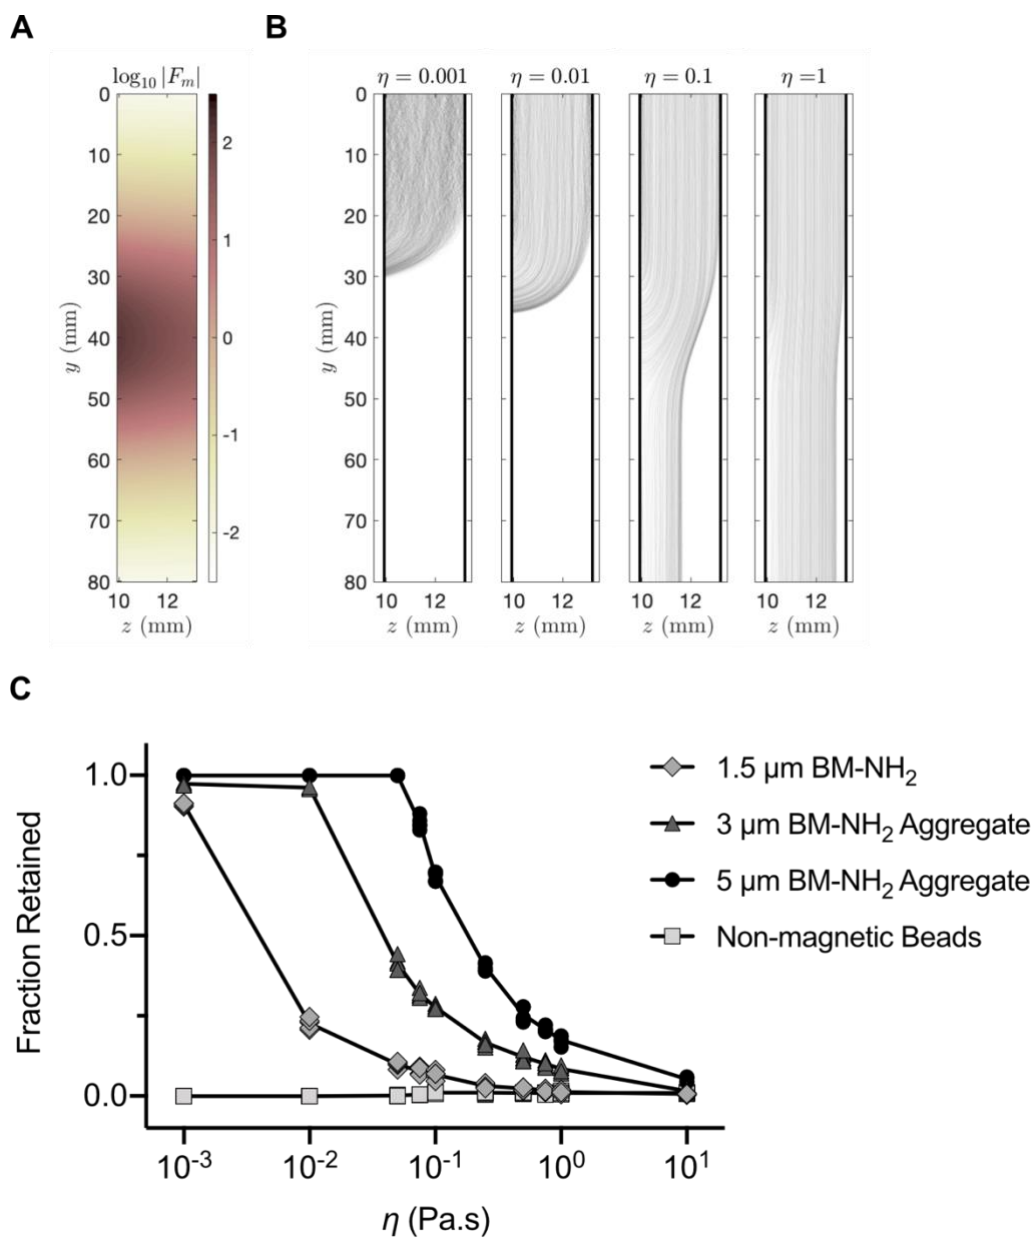 A
B
log₁₀ |Fₘ|
η = 0.001
η = 0.01
η = 0.1
η =1
0
10
20
30
40
50
60
70
80
y (mm)
10 12
z (mm)
2
1
0
-1
-2
0
10
20
30
40
50
60
70
80
y (mm)
10 12
z (mm)
10 12
z (mm)
10 12
z (mm)
10 12
z (mm)
C
Fraction Retained
1.0
0.5
0.0
10⁻³ 10⁻² 10⁻¹ 10⁰ 10¹
η (Pa.s)
1.5 µm BM-NH₂
3 µm BM-NH₂ Aggregate
5 µm BM-NH₂ Aggregate
Non-magnetic Beads